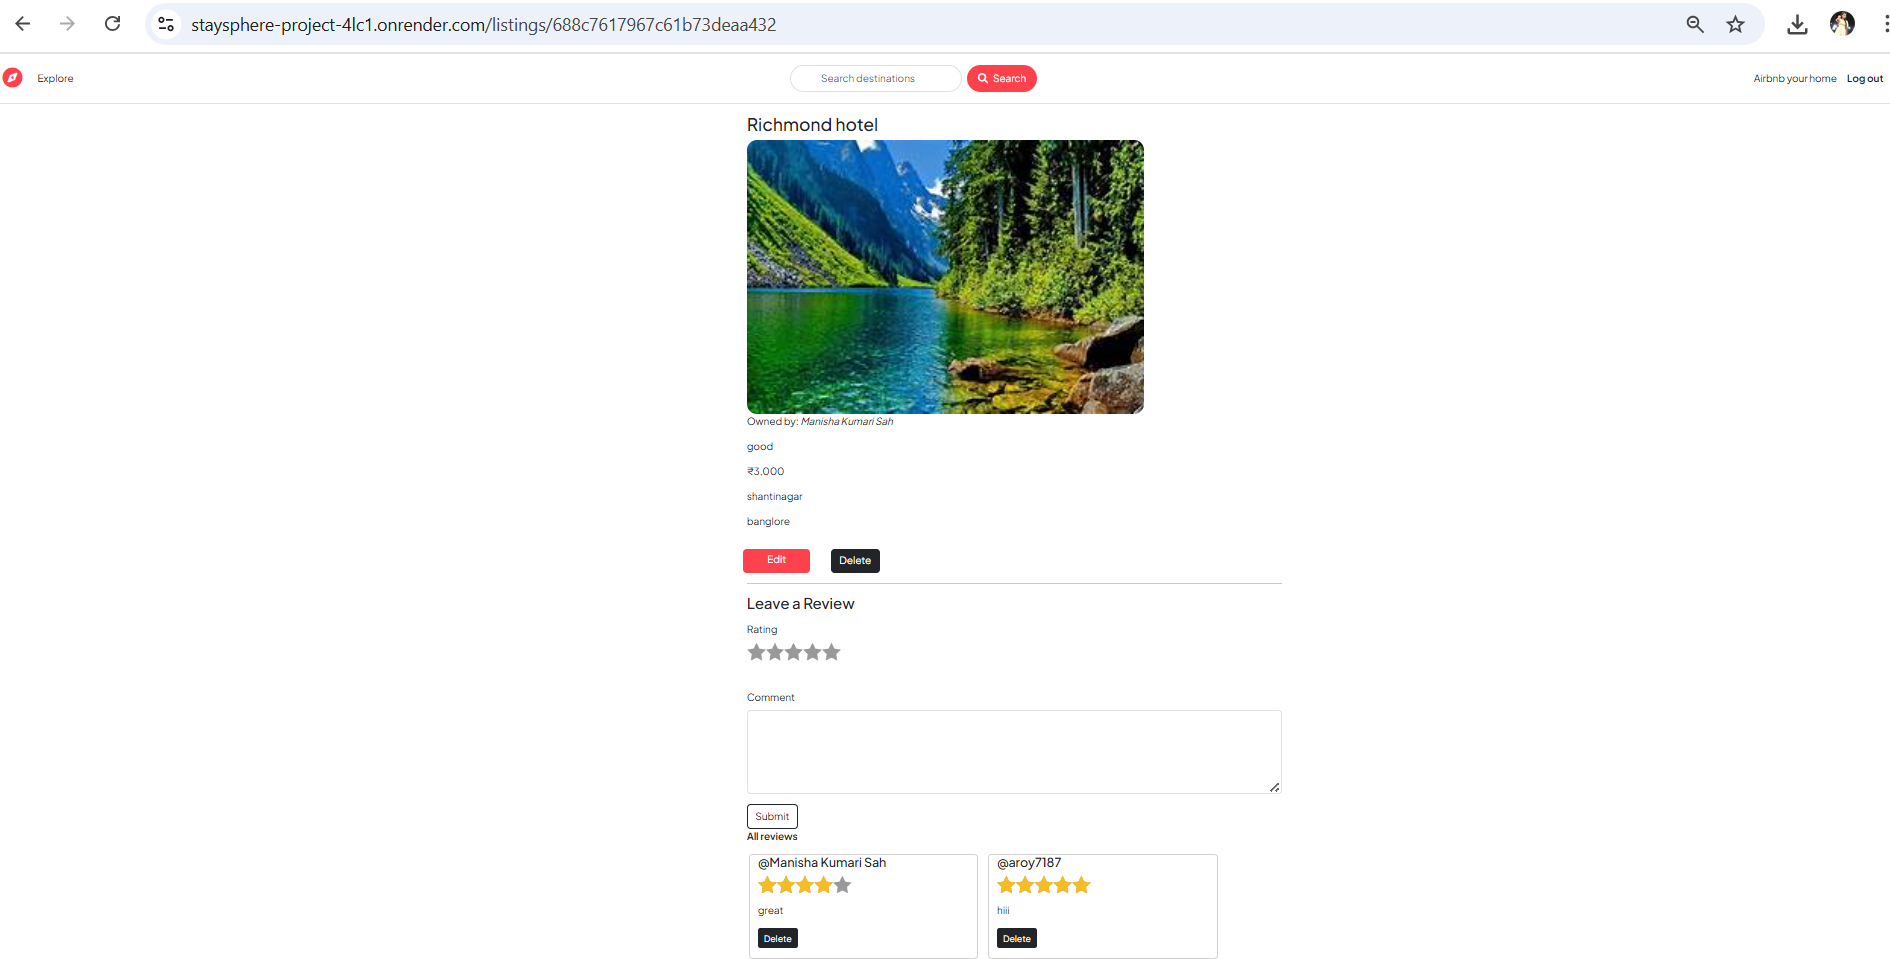 staysphere-project-4lc1.onrender.com/listings/688c7617967c61b73deaa432
Explore
Search destinations
Search
Airbnb your home
Log out
Richmond hotel
Owned by: Manisha Kumari Sah
good
₹3,000
shantinagar
banglore
Edit
Delete
Leave a Review
Rating
Comment
Submit
All reviews
@Manisha Kumari Sah
great
Delete
@aroy7187
hiii
Delete